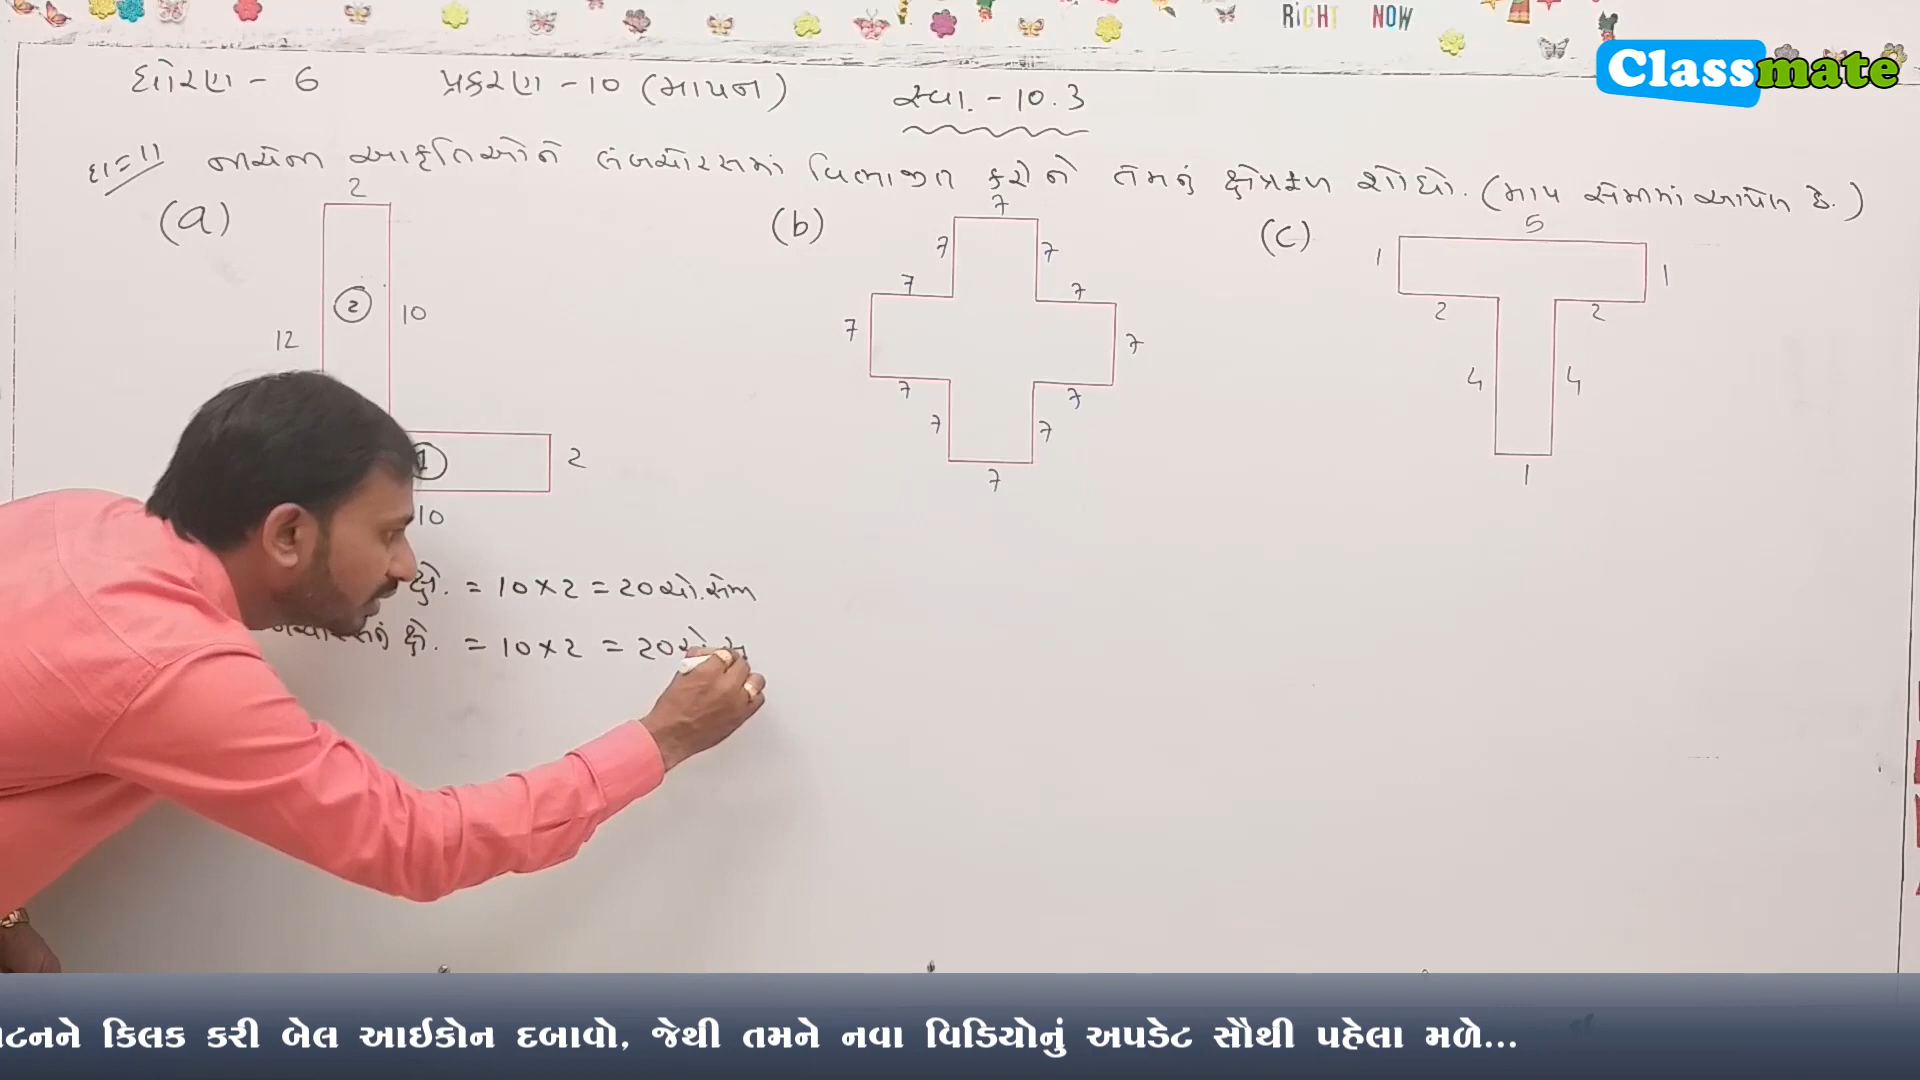 RiGHT NOW
Classmate
ધોરણ - 6 પ્રકરણ - 10 (માપન) સ્વા. - 10.3
દા = 11 નીચેની આકૃતિઓને લંબચોરસમાં વિભાજીત કરીને તેમનું ક્ષેત્રફળ શોધો. (માપ સેમીમાં આપેલ છે.)
(a) 2 12 10 2 10
② ①
(b) 7 7 7 7 7 7 7 7 7 7 7 7
(c) 5 1 1 2 2 4 4 1
ક્ષે. = 10 × 2 = 20 ચો.સેમી
ક્ષે. = 10 × 2 = 20 ચો.સે
ટનને ક્લિક કરી બેલ આઈકોન દબાવો, જેથી તમને નવા વિડિયોનું અપડેટ સૌથી પહેલા મળે...